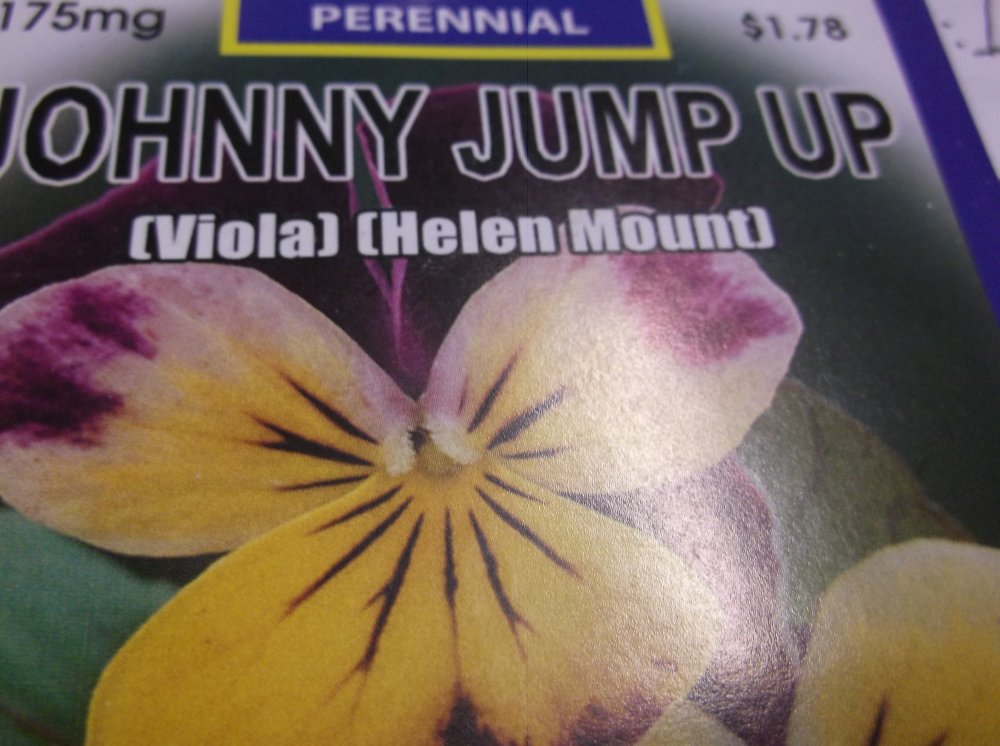 175mg PERENNIAL $1.78
JOHNNY JUMP UP
(Viola) (Helen Mount)